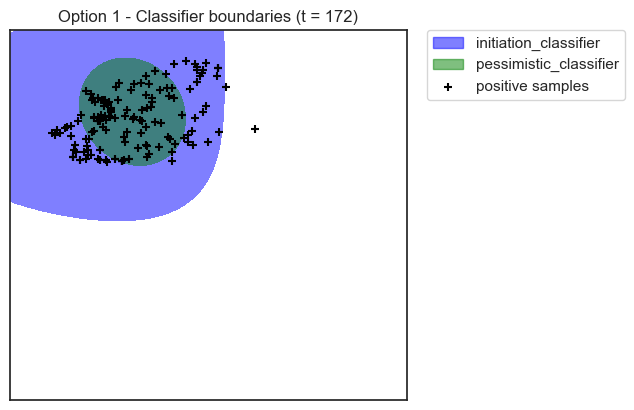 Option 1 - Classifier boundaries (t = 172)
initiation_classifier
pessimistic_classifier
positive samples